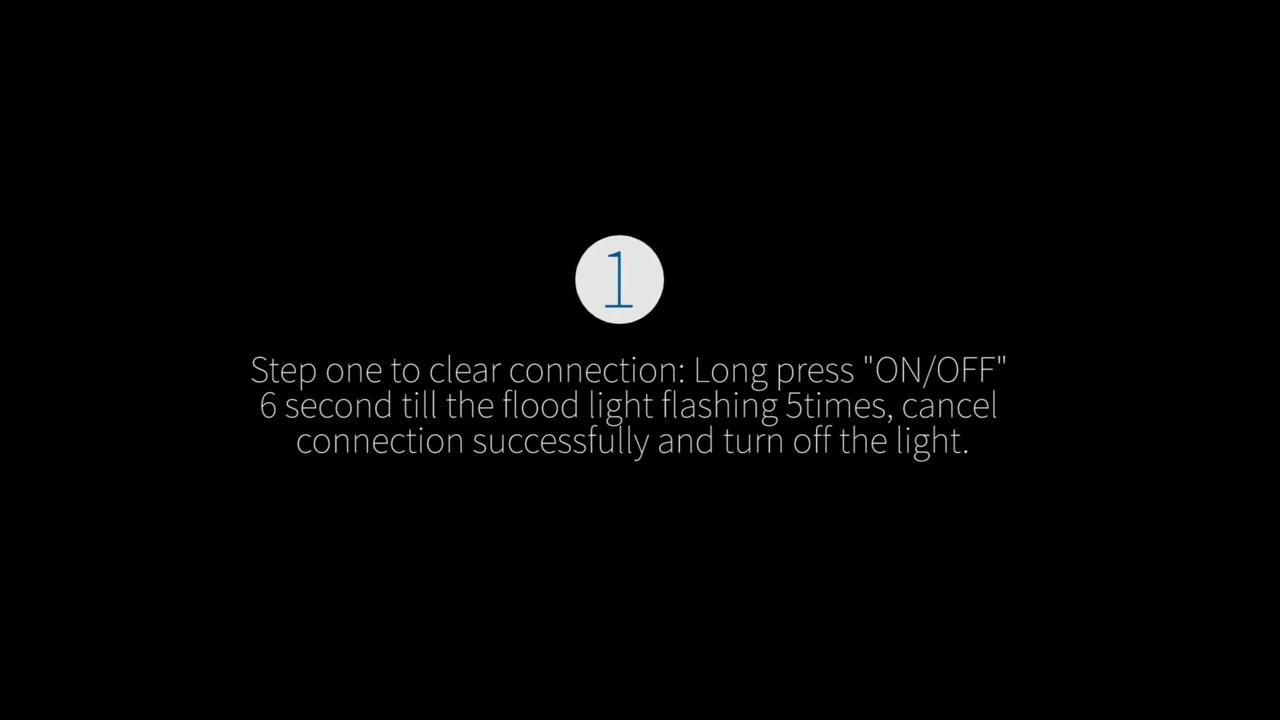 1
Step one to clear connection: Long press "ON/OFF"
6 second till the flood light flashing 5times, cancel
connection successfully and turn off the light.